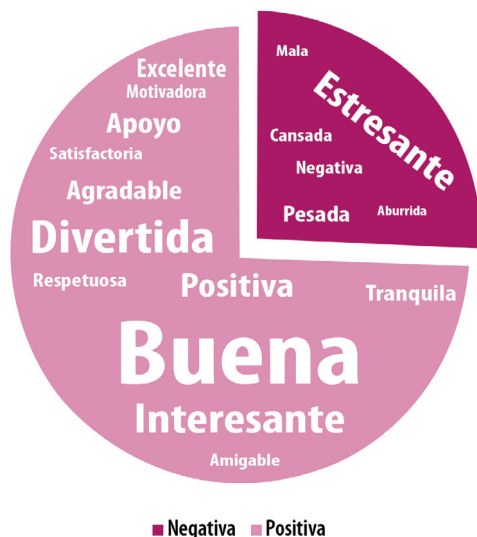 Excelente
Motivadora
Apoyo
Satisfactoria
Agradable
Divertida
Respetuosa
Positiva
Tranquila
Buena
Interesante
Amigable
Mala
Estresante
Cansada
Negativa
Pesada
Aburrida
Negativa
Positiva